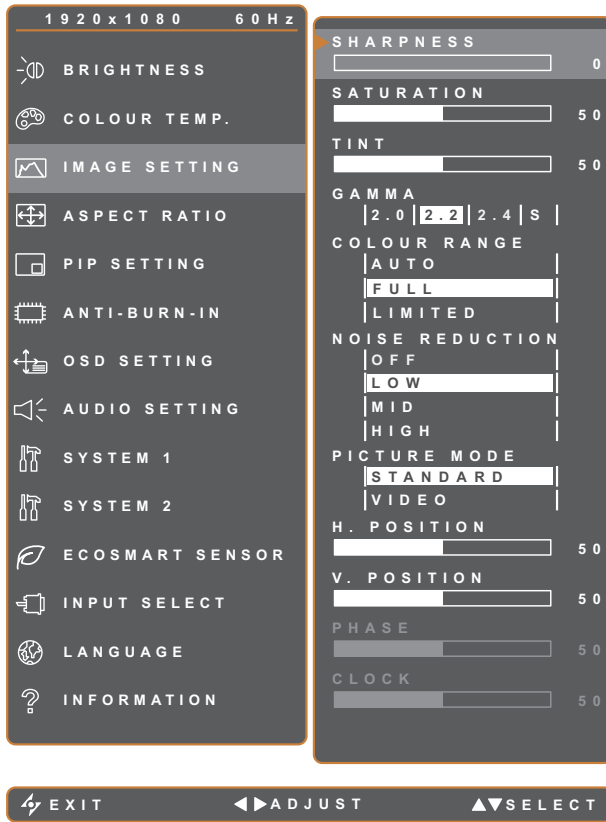 1920x1080 60Hz
BRIGHTNESS
COLOUR TEMP.
IMAGE SETTING
ASPECT RATIO
PIP SETTING
ANTI-BURN-IN
OSD SETTING
AUDIO SETTING
SYSTEM 1
SYSTEM 2
ECOSMART SENSOR
INPUT SELECT
LANGUAGE
INFORMATION
SHARPNESS
0
SATURATION
50
TINT
50
GAMMA
2.0 2.2 2.4 S
COLOUR RANGE
AUTO
FULL
LIMITED
NOISE REDUCTION
OFF
LOW
MID
HIGH
PICTURE MODE
STANDARD
VIDEO
H. POSITION
50
V. POSITION
50
PHASE
50
CLOCK
50
EXIT ADJUST SELECT